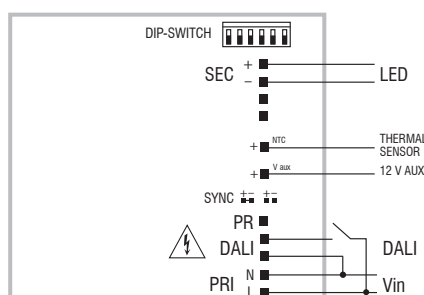 DIP-SWITCH
SEC + LED
−
+ NTC THERMAL SENSOR
+ V aux 12 V AUX
SYNC +− +−
PR
DALI DALI
PRI N Vin
L